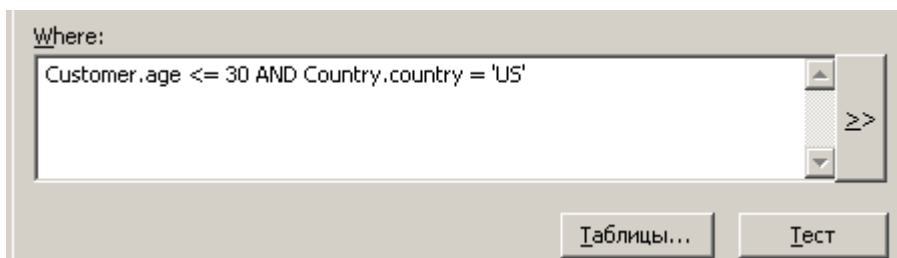 Where:
Customer.age <= 30 AND Country.country = 'US'
>>
Таблицы...
Тест